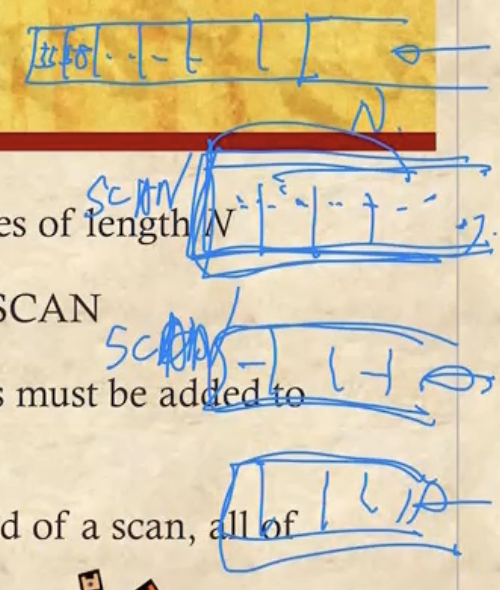 N
SCAN
es of length N
SCAN
SCAN
s must be added to
d of a scan, all of